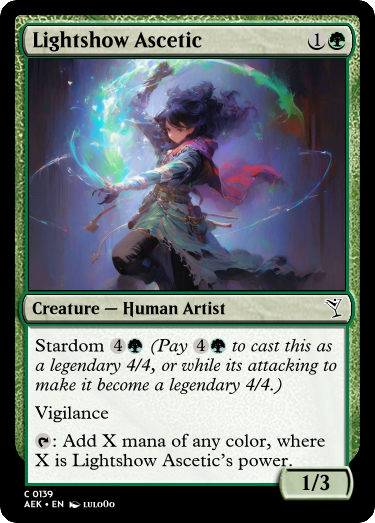 Lightshow Ascetic 1
Creature — Human Artist
Stardom 4 (Pay 4 to cast this as
a legendary 4/4, or while its attacking to
make it become a legendary 4/4.)
Vigilance
: Add X mana of any color, where
X is Lightshow Ascetic's power.
1/3
C 0139
AEK • EN LULO0o